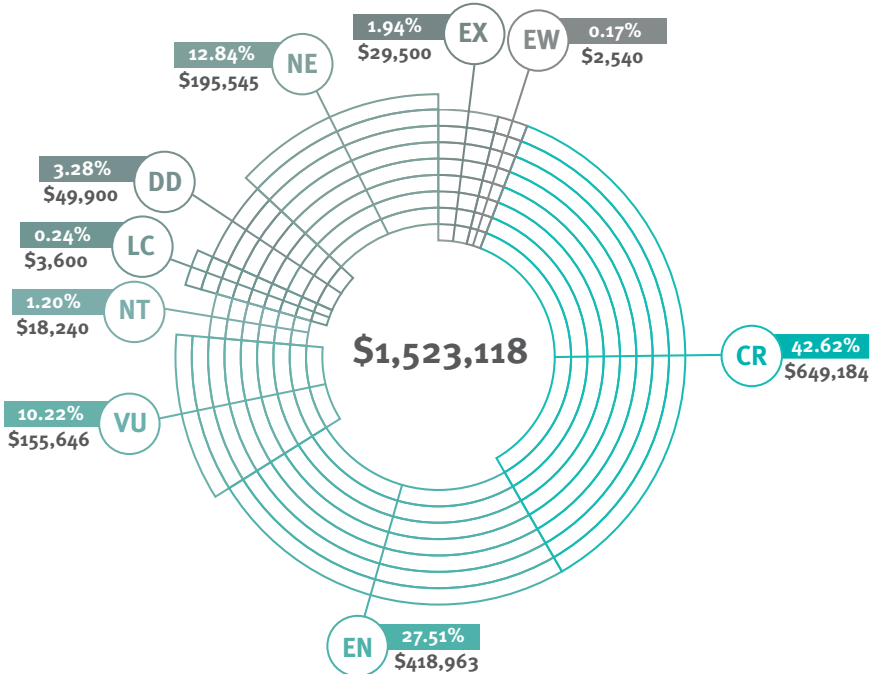 1.94%
EX
$29,500
EW
0.17%
$2,540
12.84%
NE
$195,545
3.28%
DD
$49,900
0.24%
LC
$3,600
1.20%
NT
$18,240
$1,523,118
CR
42.62%
$649,184
10.22%
VU
$155,646
EN
27.51%
$418,963